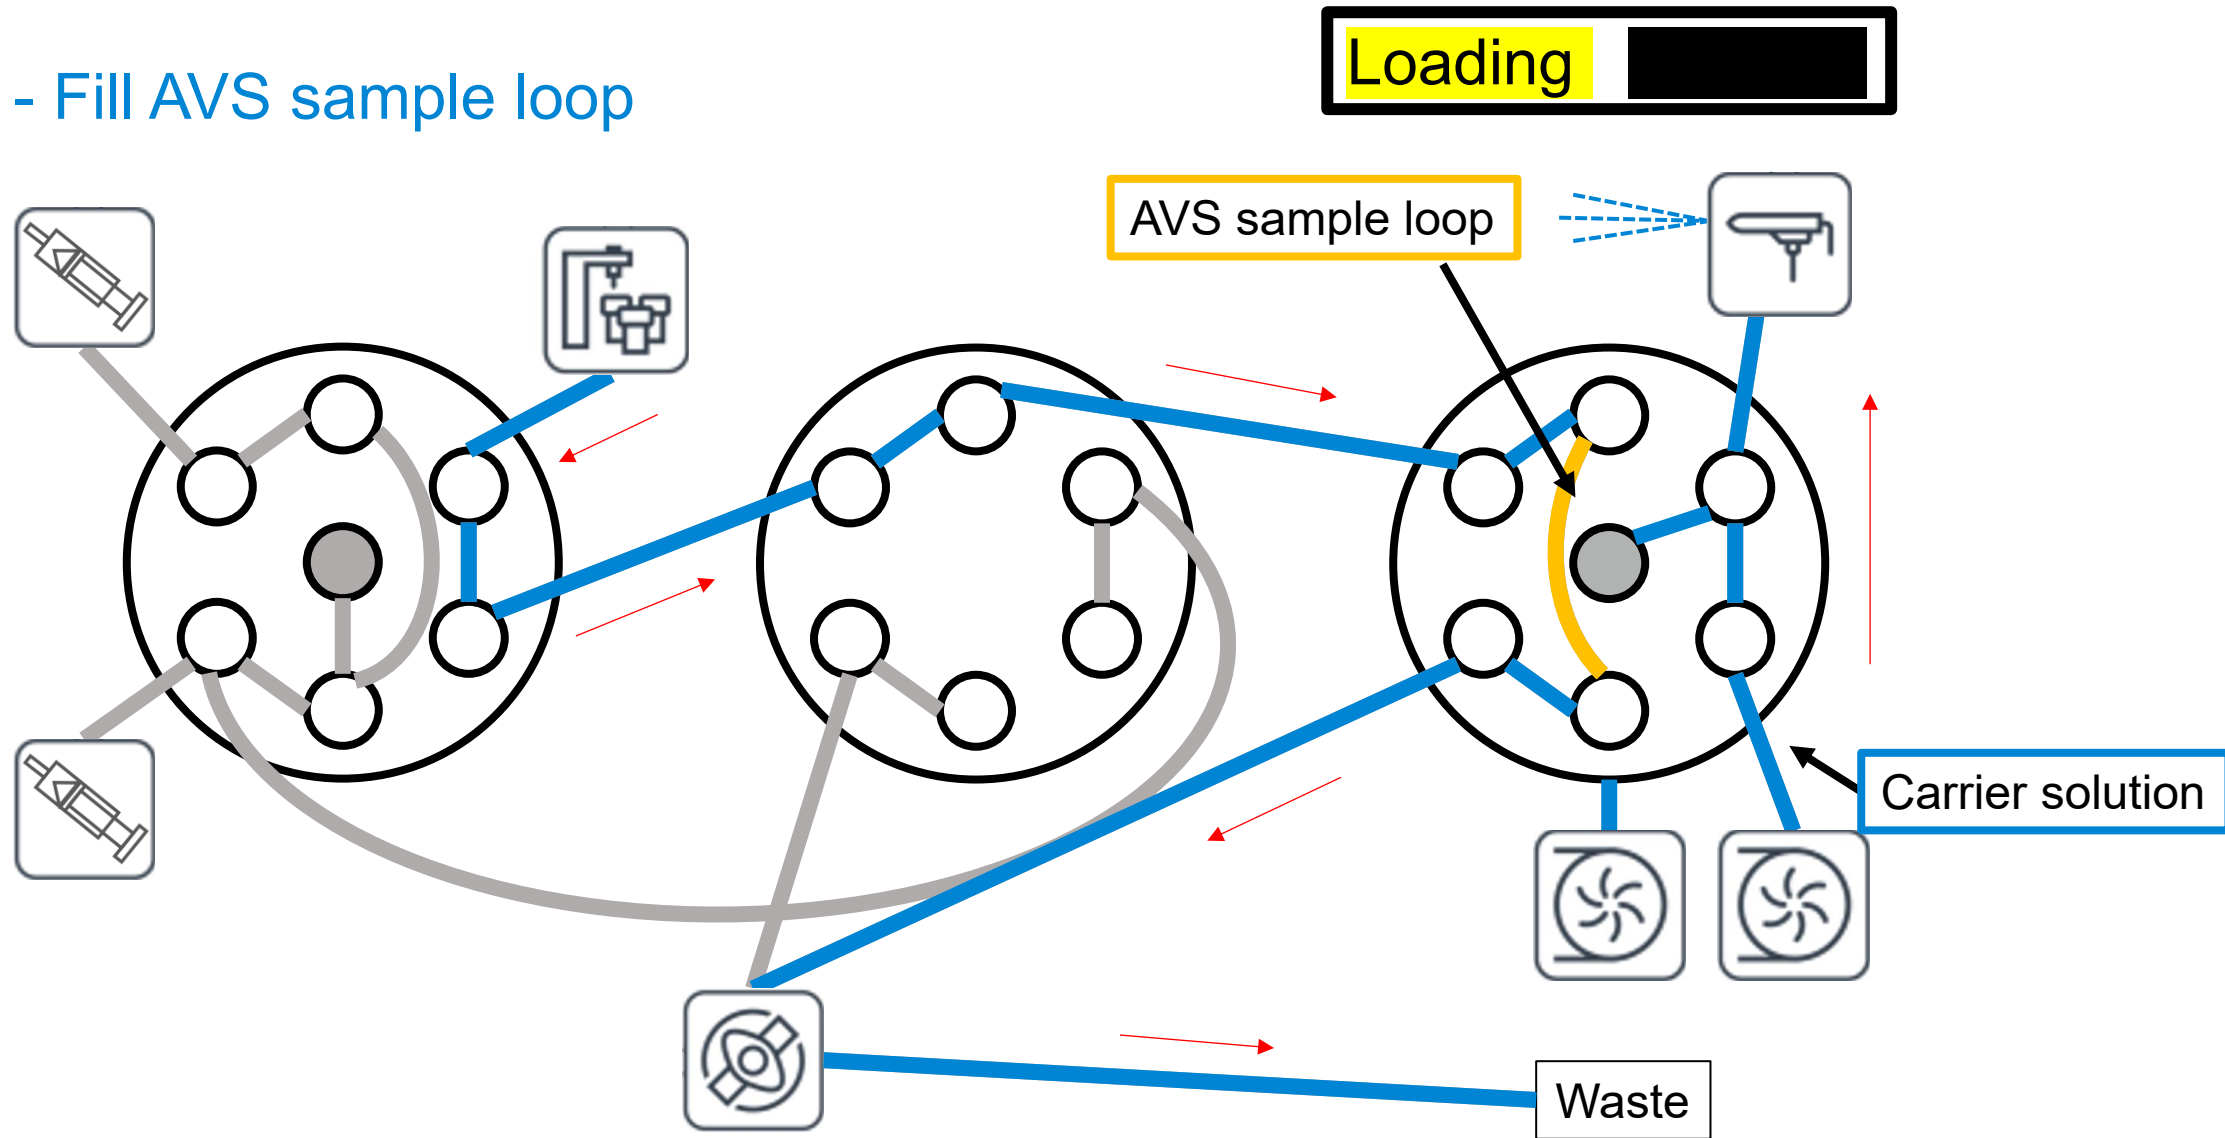 - Fill AVS sample loop
Loading
AVS sample loop
Carrier solution
Waste